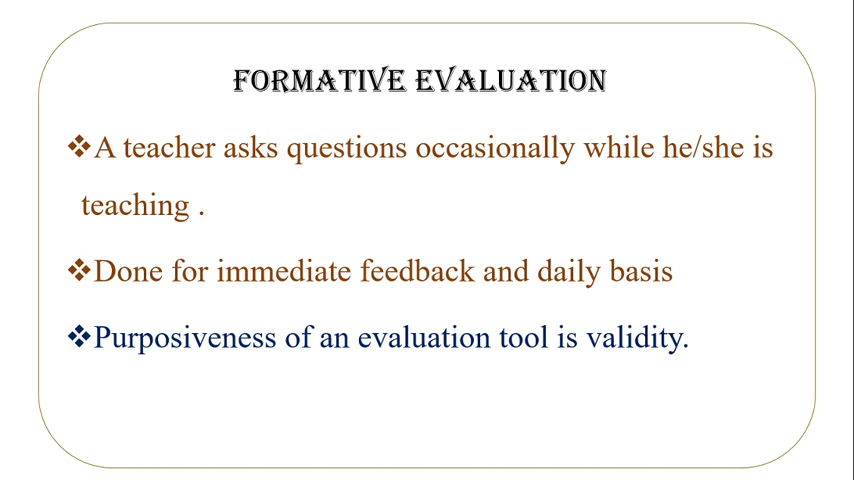 FORMATIVE EVALUATION
❖A teacher asks questions occasionally while he/she is
teaching .
❖Done for immediate feedback and daily basis
❖Purposiveness of an evaluation tool is validity.